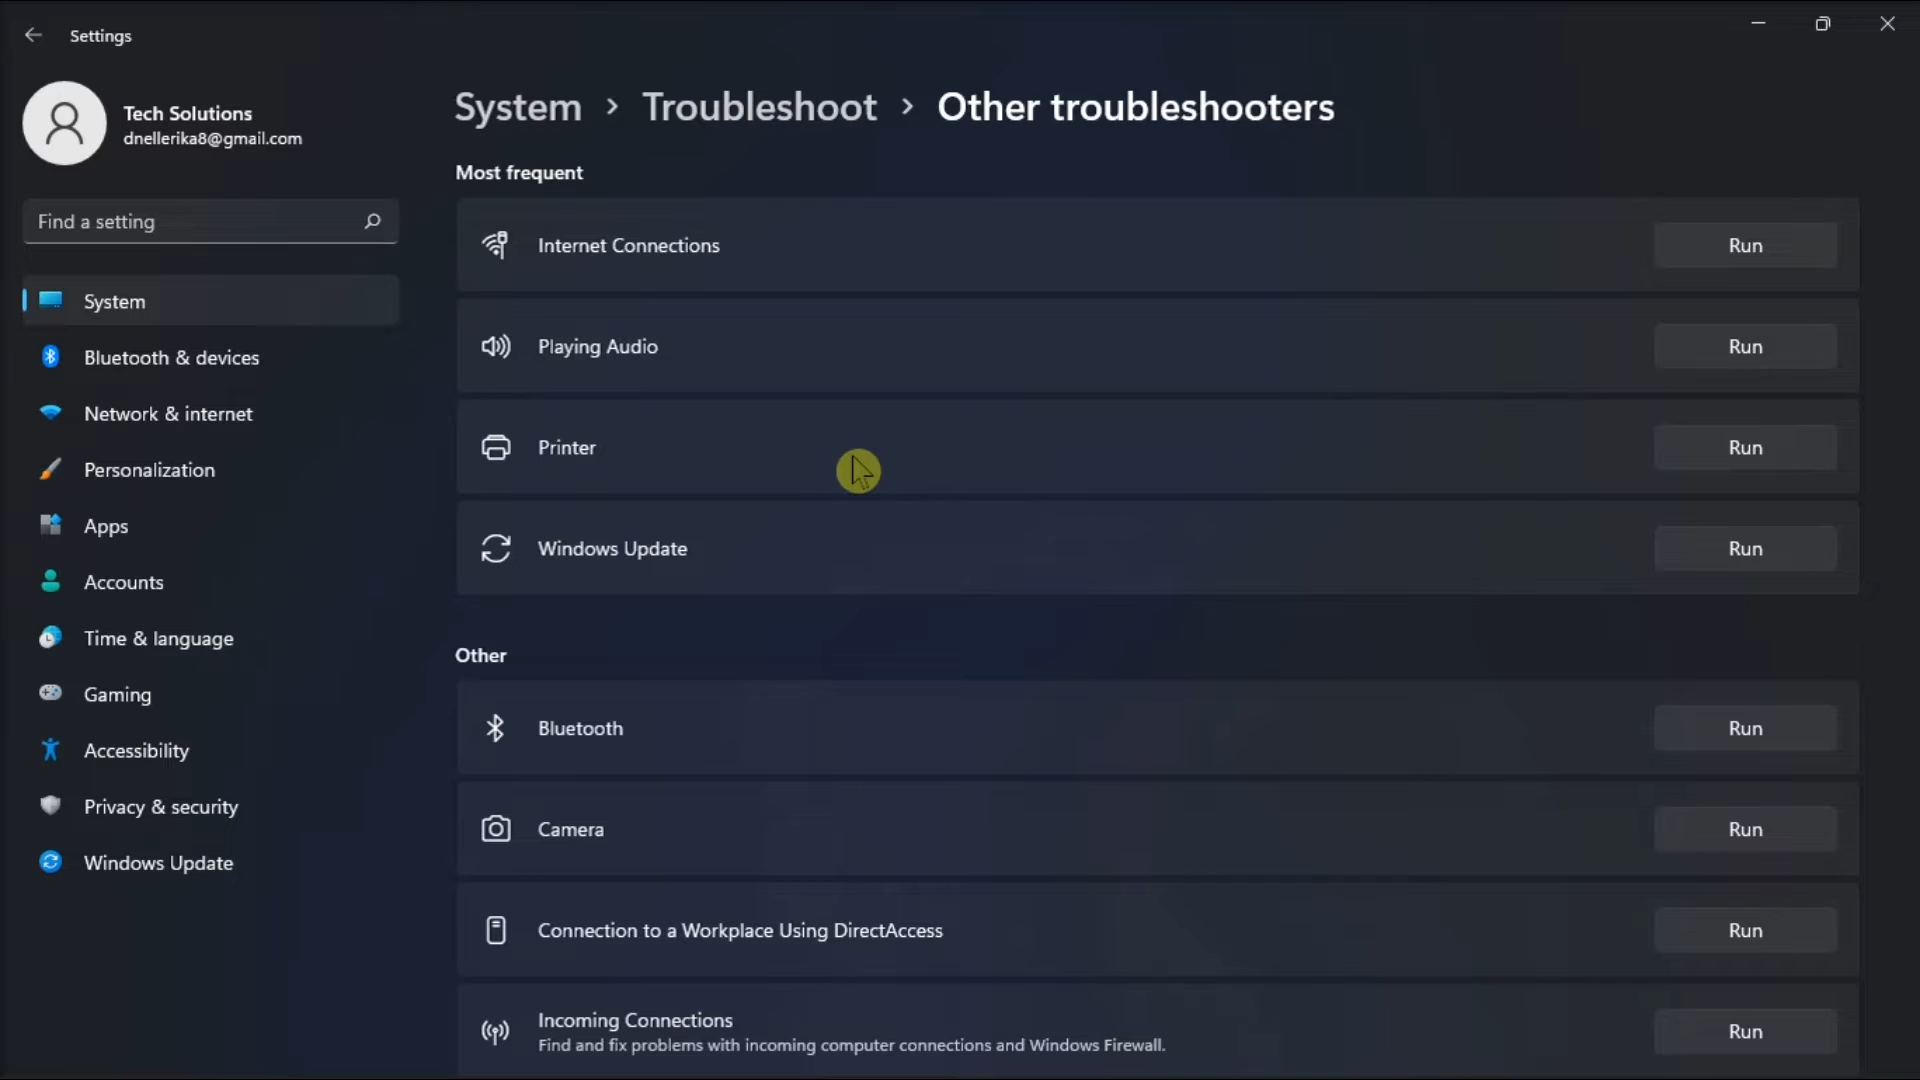 Settings
Tech Solutions
dnellerika8@gmail.com
Find a setting
System
Bluetooth & devices
Network & internet
Personalization
Apps
Accounts
Time & language
Gaming
Accessibility
Privacy & security
Windows Update
System > Troubleshoot > Other troubleshooters
Most frequent
Internet Connections Run
Playing Audio Run
Printer Run
Windows Update Run
Other
Bluetooth Run
Camera Run
Connection to a Workplace Using DirectAccess Run
Incoming Connections
Find and fix problems with incoming computer connections and Windows Firewall.
Run